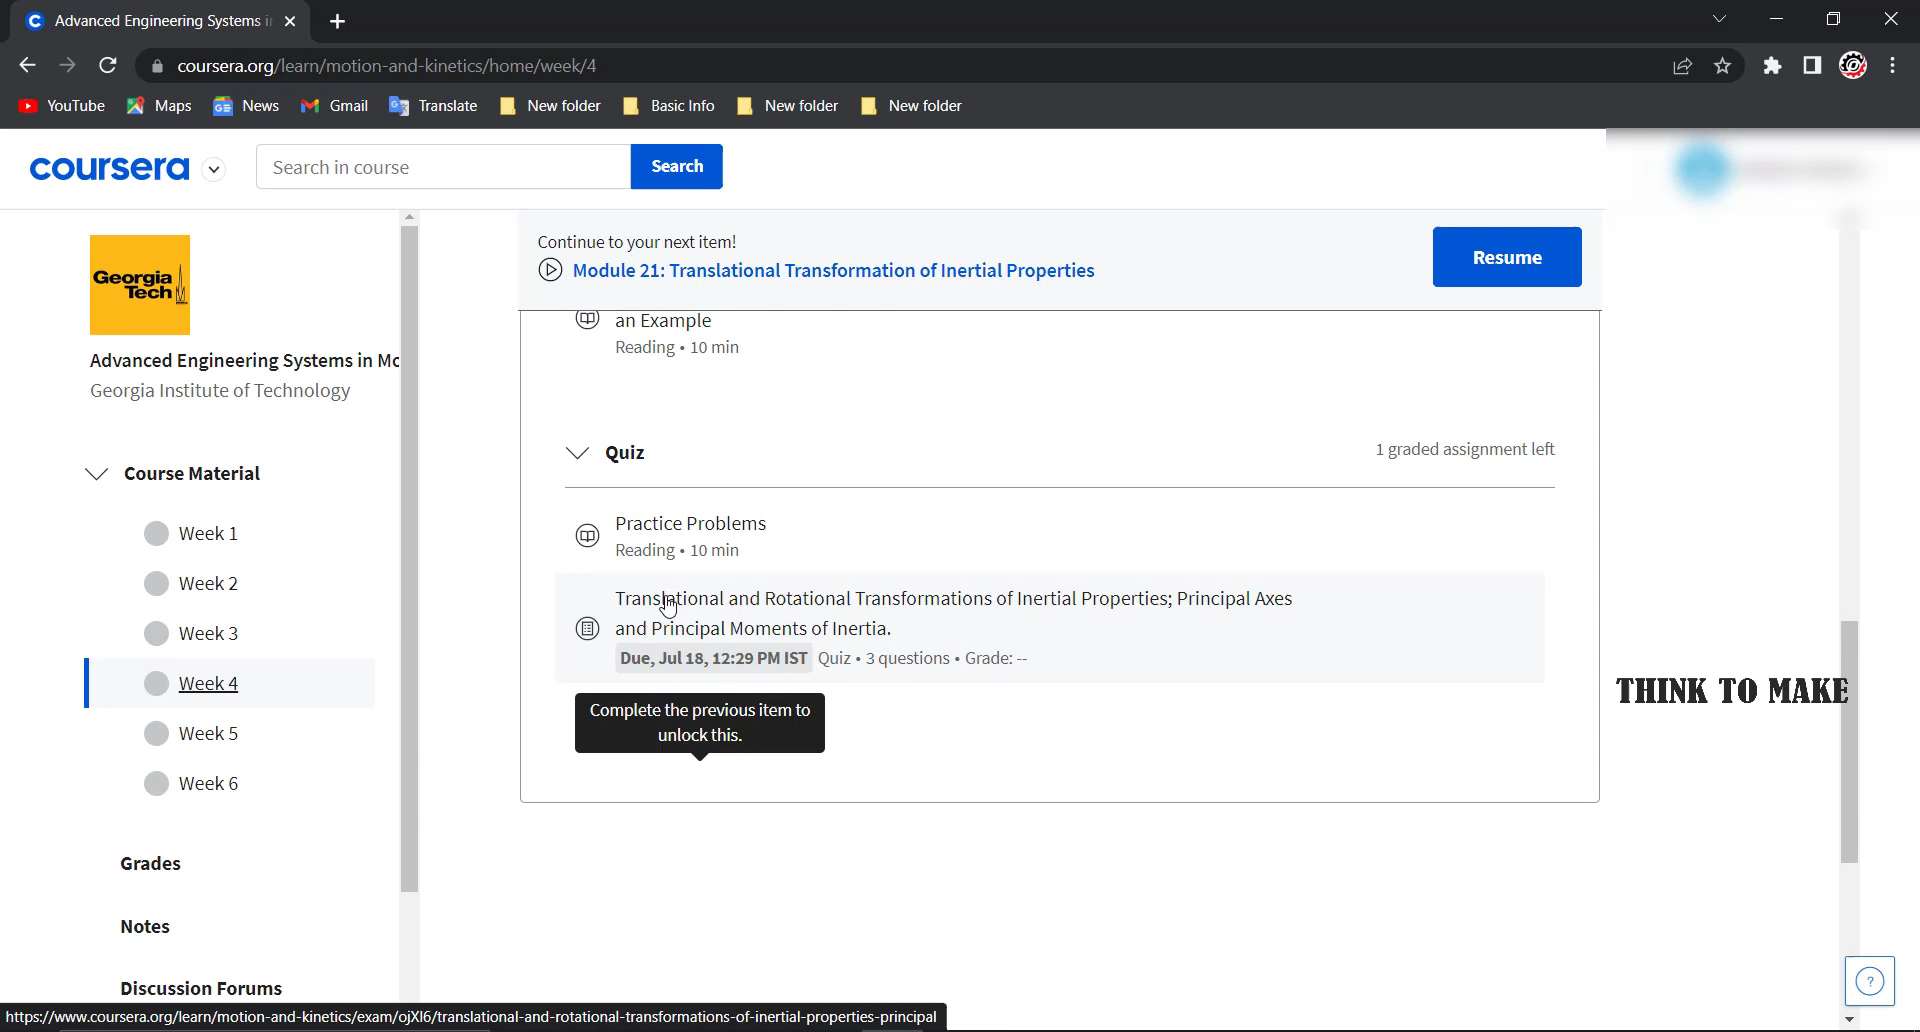 Advanced Engineering Systems i
coursera.org/learn/motion-and-kinetics/home/week/4
YouTube
Maps
News
Gmail
Translate
New folder
Basic Info
New folder
New folder
coursera
Search in course
Search
Georgia
Tech
Advanced Engineering Systems in Mo
Georgia Institute of Technology
Course Material
Week 1
Week 2
Week 3
Week 4
Week 5
Week 6
Grades
Notes
Discussion Forums
Continue to your next item!
Module 21: Translational Transformation of Inertial Properties
Resume
an Example
Reading • 10 min
Quiz
1 graded assignment left
Practice Problems
Reading • 10 min
Translational and Rotational Transformations of Inertial Properties; Principal Axes
and Principal Moments of Inertia.
Due, Jul 18, 12:29 PM IST Quiz • 3 questions • Grade: --
Complete the previous item to
unlock this.
THINK TO MAKE
?
https://www.coursera.org/learn/motion-and-kinetics/exam/ojXl6/translational-and-rotational-transformations-of-inertial-properties-principal